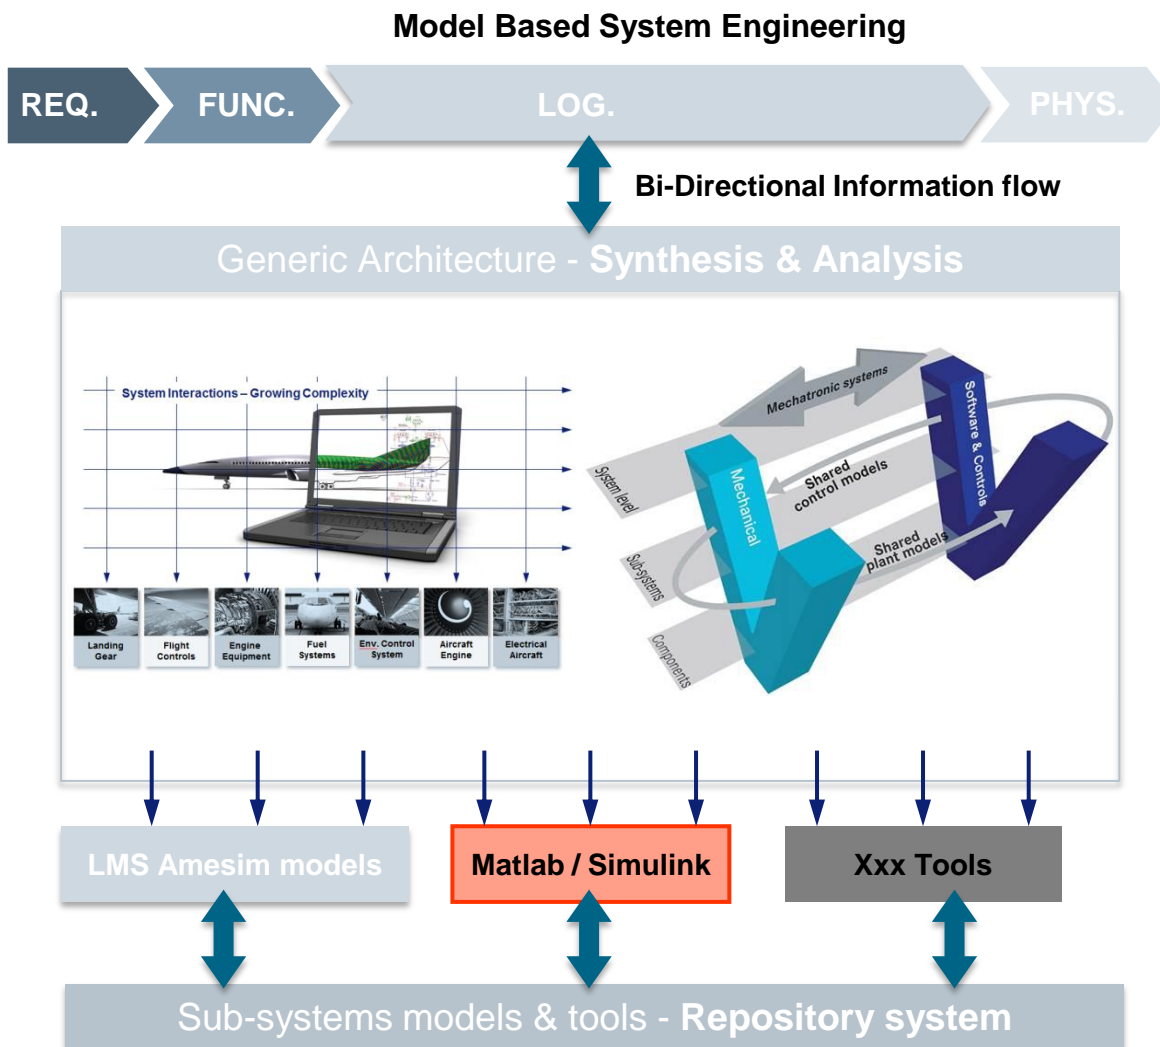 Model Based System Engineering
REQ.
FUNC.
LOG.
PHYS.
Bi-Directional Information flow
Generic Architecture - Synthesis & Analysis
System Interactions – Growing Complexity
Landing
Gear
Flight
Controls
Engine
Equipment
Fuel
Systems
Env. Control
System
Aircraft
Engine
Electrical
Aircraft
Mechatronic systems
Software & Controls
System level
Shared
control models
Mechanical
Sub-systems
Shared
plant models
Components
LMS Amesim models
Matlab / Simulink
Xxx Tools
Sub-systems models & tools - Repository system